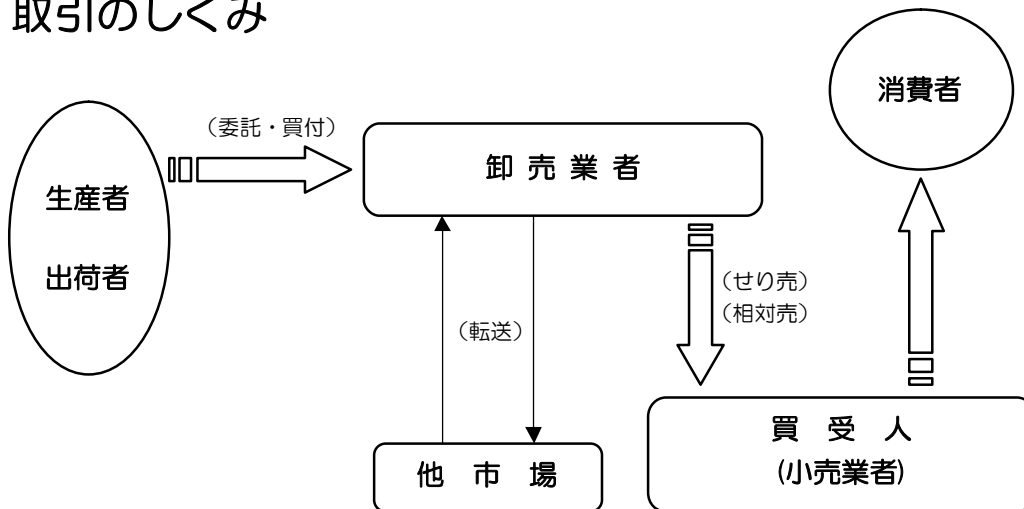 取引のしくみ
消費者
（委託・買付）
卸売業者
生産者
出荷者
（せり売）
（相対売）
（転送）
買受人
(小売業者)
他市場